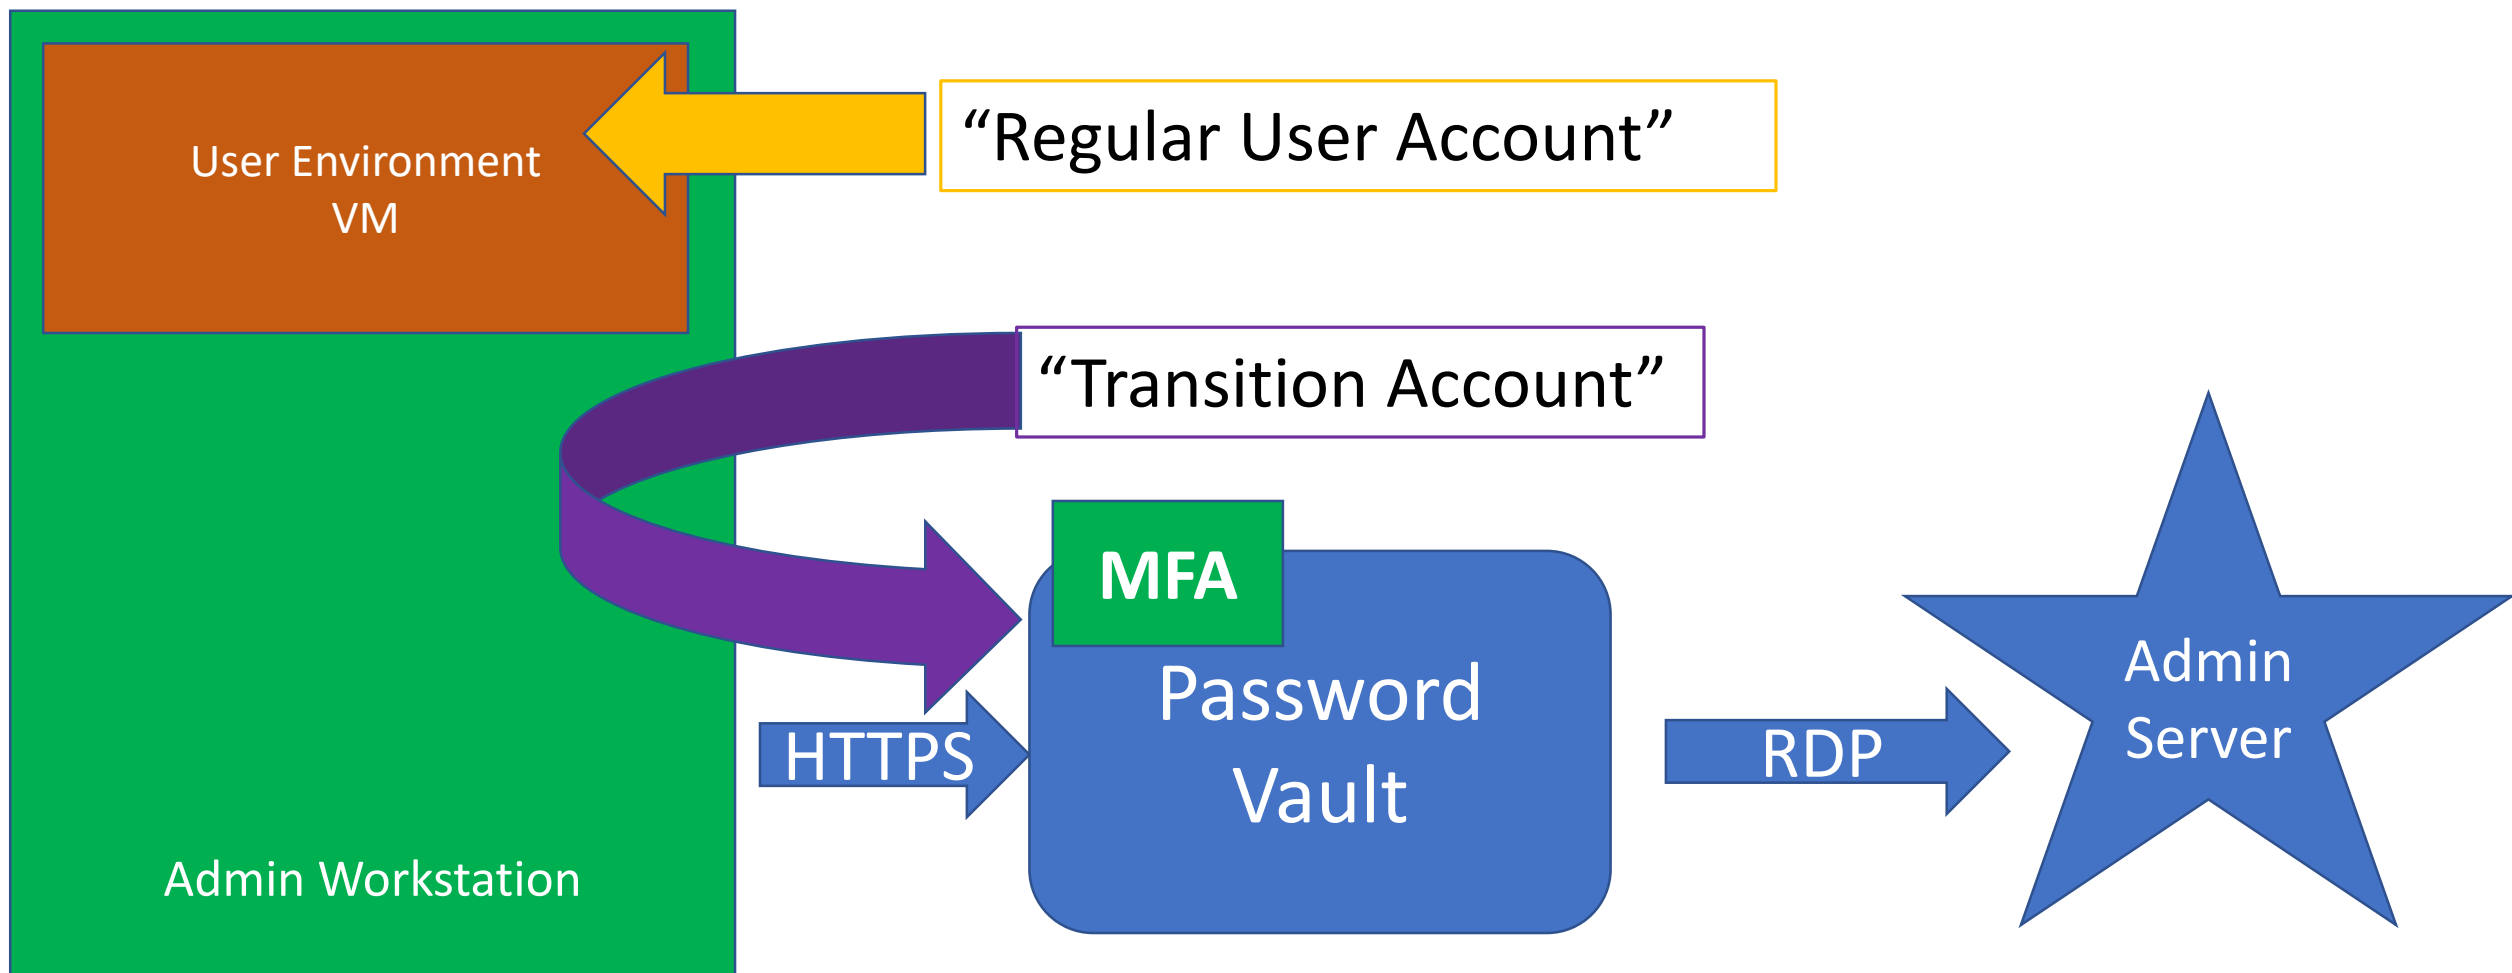 “Regular User Account”
User Environment
VM
“Transition Account”
MFA
Password
Vault
HTTPS
RDP
Admin
Server
Admin Workstation